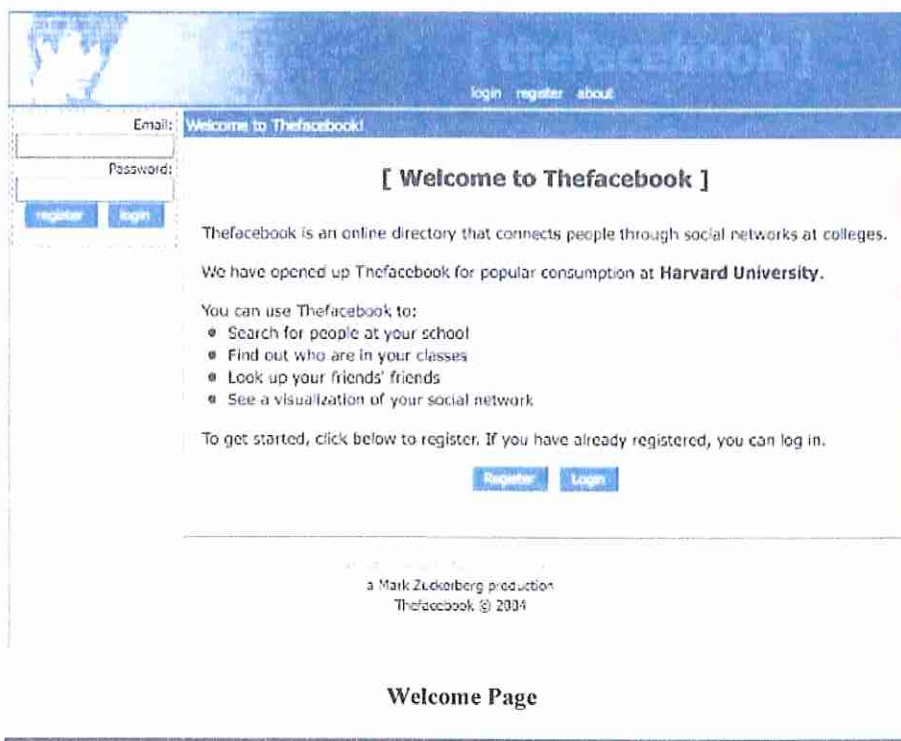 [ thefacebook ]
login register about
Email:
Password:
register login
Welcome to Thefacebook!
[ Welcome to Thefacebook ]
Thefacebook is an online directory that connects people through social networks at colleges.
We have opened up Thefacebook for popular consumption at Harvard University.
You can use Thefacebook to:
• Search for people at your school
• Find out who are in your classes
• Look up your friends' friends
• See a visualization of your social network
To get started, click below to register. If you have already registered, you can log in.
Register Login
a Mark Zuckerberg production
Thefacebook © 2004
Welcome Page